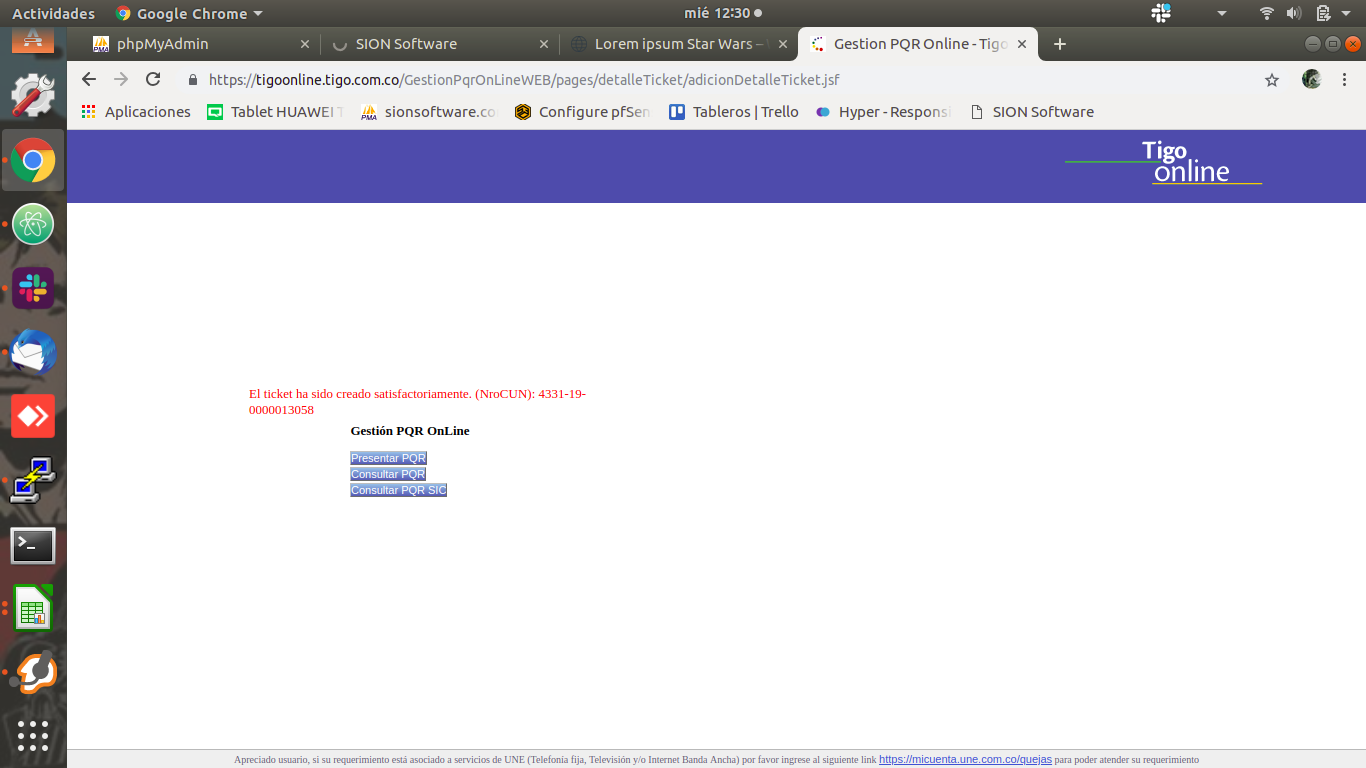 Actividades
Google Chrome
mié 12:30
phpMyAdmin
SION Software
Lorem ipsum Star Wars –
Gestion PQR Online - Tigo
https://tigoonline.tigo.com.co/GestionPqrOnLineWEB/pages/detalleTicket/adicionDetalleTicket.jsf
Aplicaciones
Tablet HUAWEI T
sionsoftware.co
Configure pfSen
Tableros | Trello
Hyper - Responsi
SION Software
Tigo
online
El ticket ha sido creado satisfactoriamente. (NroCUN): 4331-19-
0000013058
Gestión PQR OnLine
Presentar PQR
Consultar PQR
Consultar PQR SIC
Apreciado usuario, si su requerimiento está asociado a servicios de UNE (Telefonia fija, Televisión y/o Internet Banda Ancha) por favor ingrese al siguiente link https://micuenta.une.com.co/quejas para poder atender su requerimiento